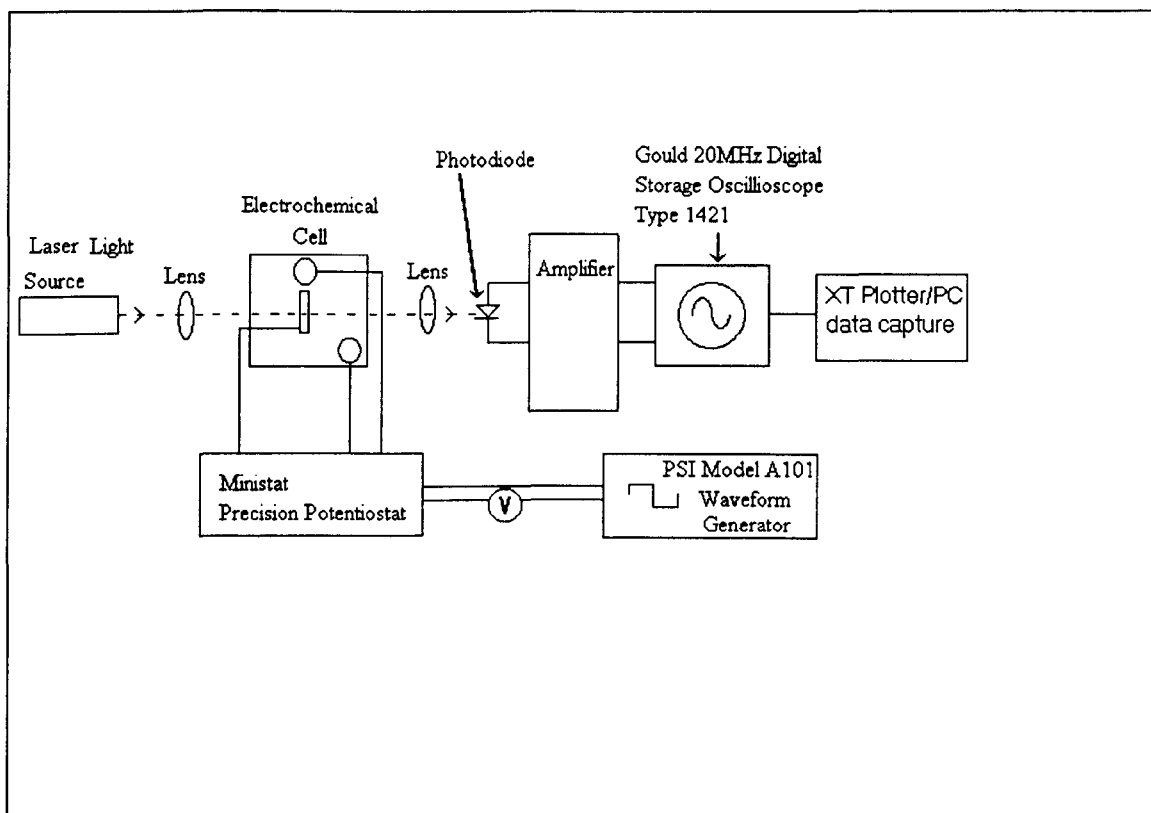 Gould 20MHz Digital
Storage Oscillioscope
Type 1421
Photodiode
Electrochemical
Cell
Laser Light
Source
Lens
Lens
Amplifier
XT Plotter/PC
data capture
Ministat
Precision Potentiostat
V
PSI Model A101
Waveform
Generator